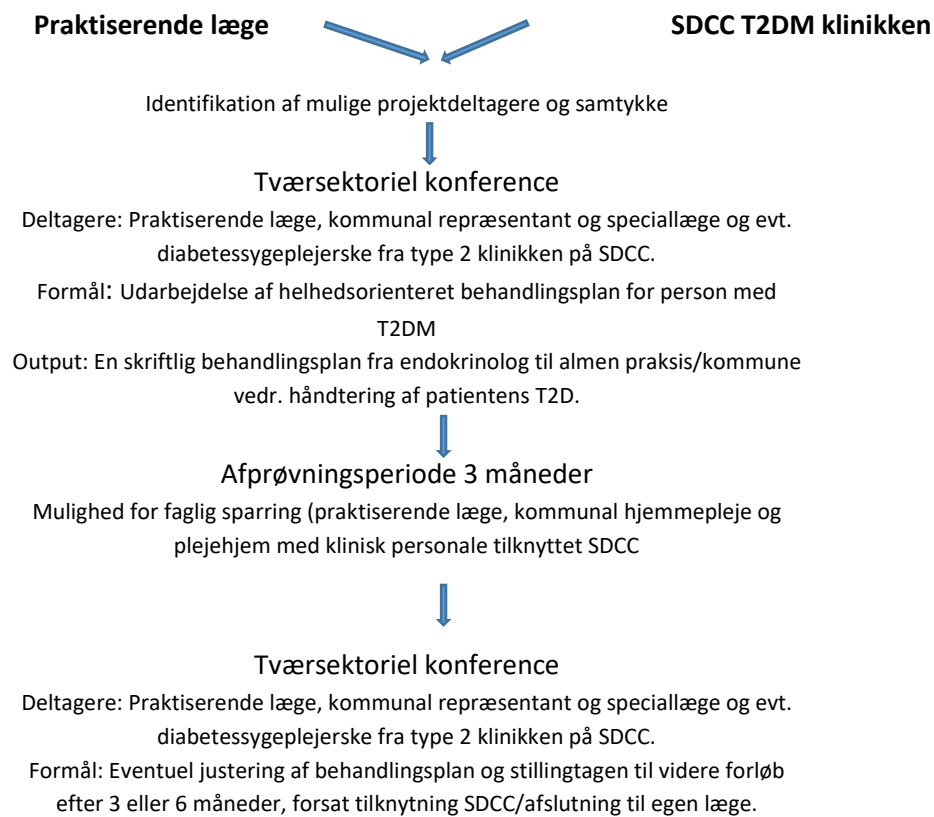 Praktiserende læge SDCC T2DM klinikken
Identifikation af mulige projektdeltagere og samtykke
Tværsektoriel konference
Deltagere: Praktiserende læge, kommunal repræsentant og speciallæge og evt.
diabetessygeplejerske fra type 2 klinikken på SDCC.
Formål: Udarbejdelse af helhedsorienteret behandlingsplan for person med
T2DM
Output: En skriftlig behandlingsplan fra endokrinolog til almen praksis/kommune
vedr. håndtering af patientens T2D.
Afprøvningsperiode 3 måneder
Mulighed for faglig sparring (praktiserende læge, kommunal hjemmepleje og
plejehjem med klinisk personale tilknyttet SDCC
Tværsektoriel konference
Deltagere: Praktiserende læge, kommunal repræsentant og speciallæge og evt.
diabetessygeplejerske fra type 2 klinikken på SDCC.
Formål: Eventuel justering af behandlingsplan og stillingtagen til videre forløb
efter 3 eller 6 måneder, forsat tilknytning SDCC/afslutning til egen læge.